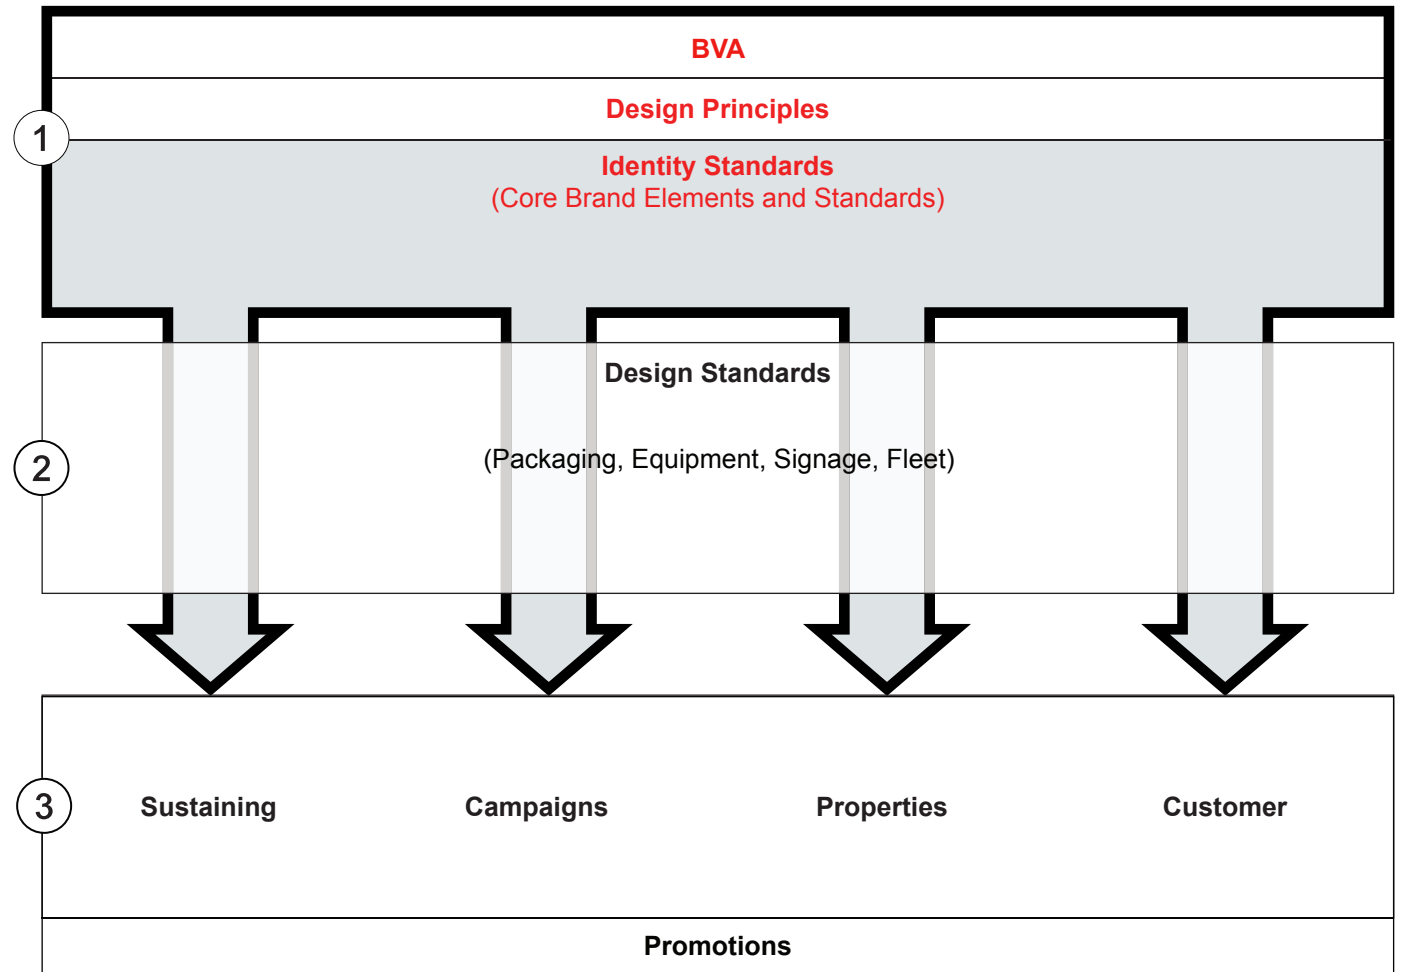 BVA
Design Principles
1
Identity Standards
(Core Brand Elements and Standards)
Design Standards
2
(Packaging, Equipment, Signage, Fleet)
3
Sustaining
Campaigns
Properties
Customer
Promotions